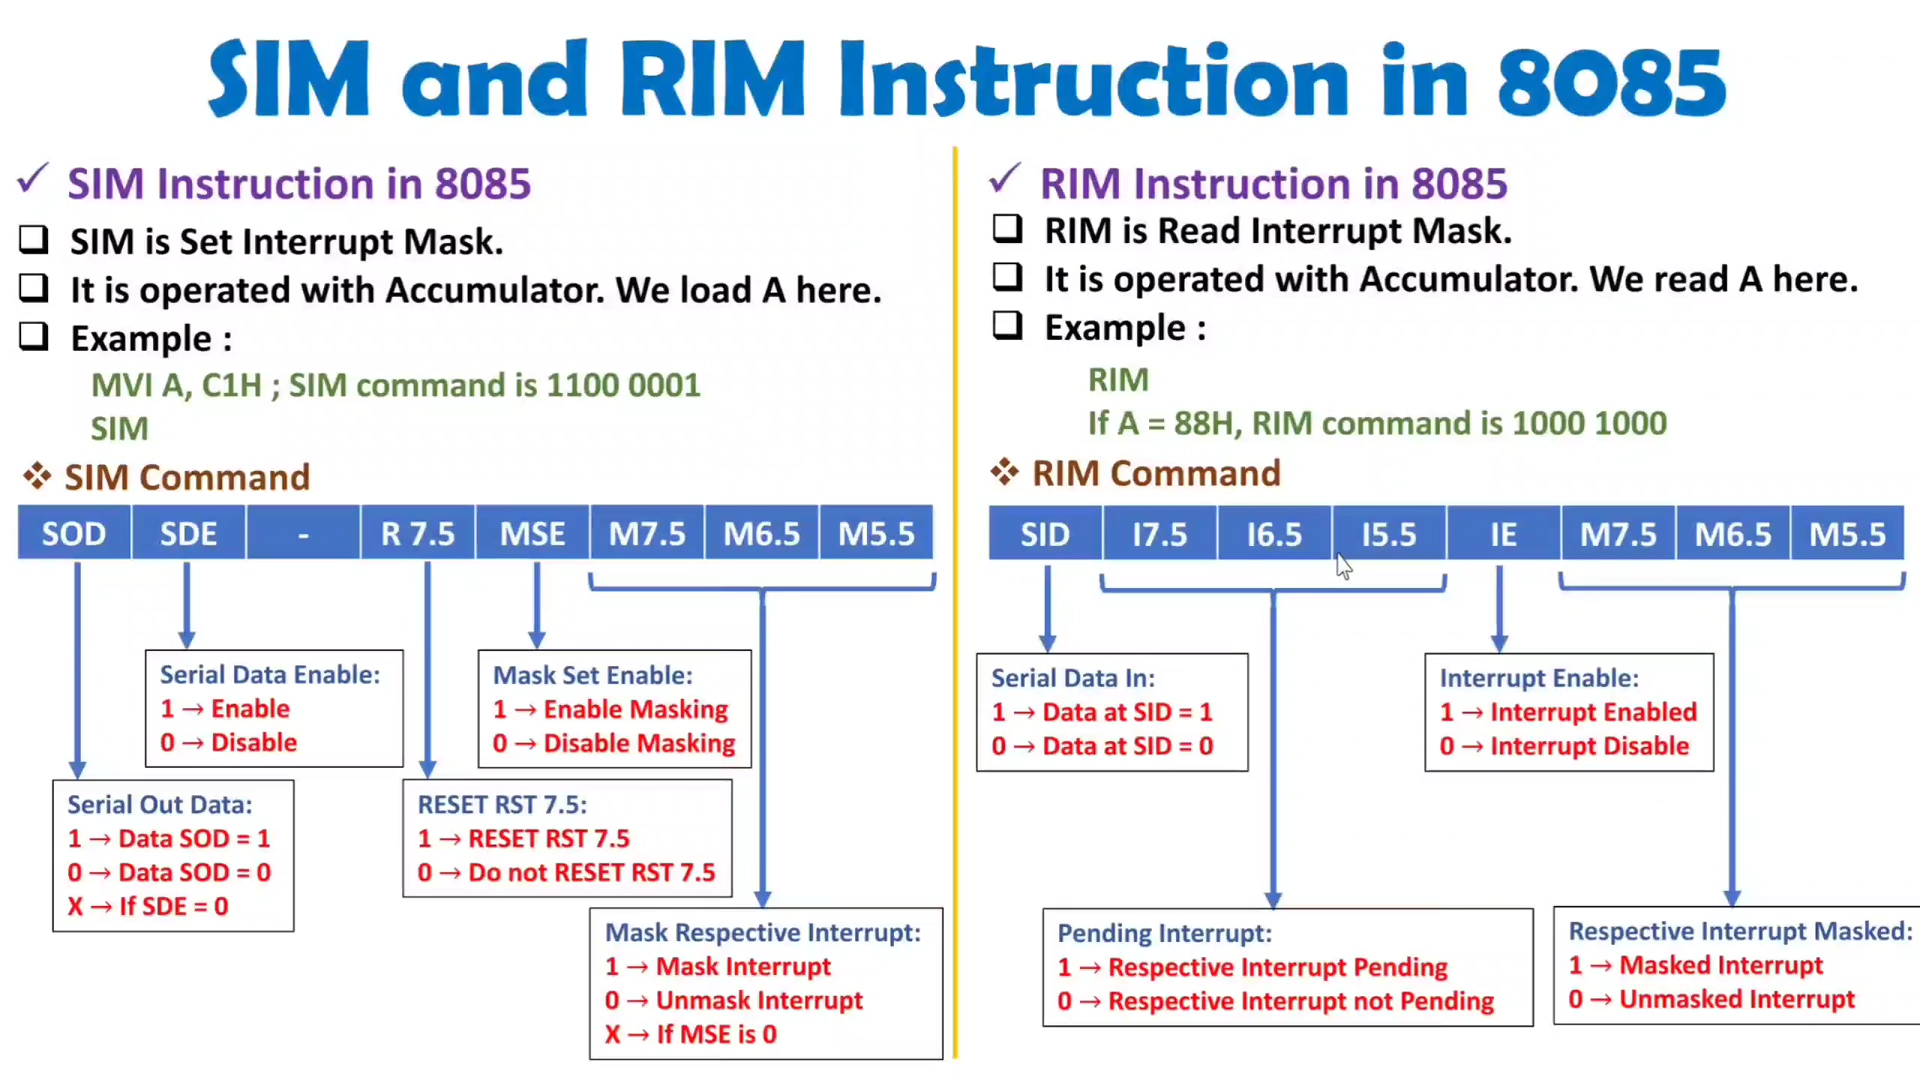 SIM and RIM Instruction in 8085
SIM Instruction in 8085
SIM is Set Interrupt Mask.
It is operated with Accumulator. We load A here.
Example :
MVI A, C1H ; SIM command is 1100 0001
SIM
SIM Command
SOD SDE - R 7.5 MSE M7.5 M6.5 M5.5
Serial Data Enable:
1 → Enable
0 → Disable
Mask Set Enable:
1 → Enable Masking
0 → Disable Masking
Serial Out Data:
1 → Data SOD = 1
0 → Data SOD = 0
X → If SDE = 0
RESET RST 7.5:
1 → RESET RST 7.5
0 → Do not RESET RST 7.5
Mask Respective Interrupt:
1 → Mask Interrupt
0 → Unmask Interrupt
X → If MSE is 0
RIM Instruction in 8085
RIM is Read Interrupt Mask.
It is operated with Accumulator. We read A here.
Example :
RIM
If A = 88H, RIM command is 1000 1000
RIM Command
SID I7.5 I6.5 I5.5 IE M7.5 M6.5 M5.5
Serial Data In:
1 → Data at SID = 1
0 → Data at SID = 0
Interrupt Enable:
1 → Interrupt Enabled
0 → Interrupt Disable
Pending Interrupt:
1 → Respective Interrupt Pending
0 → Respective Interrupt not Pending
Respective Interrupt Masked:
1 → Masked Interrupt
0 → Unmasked Interrupt